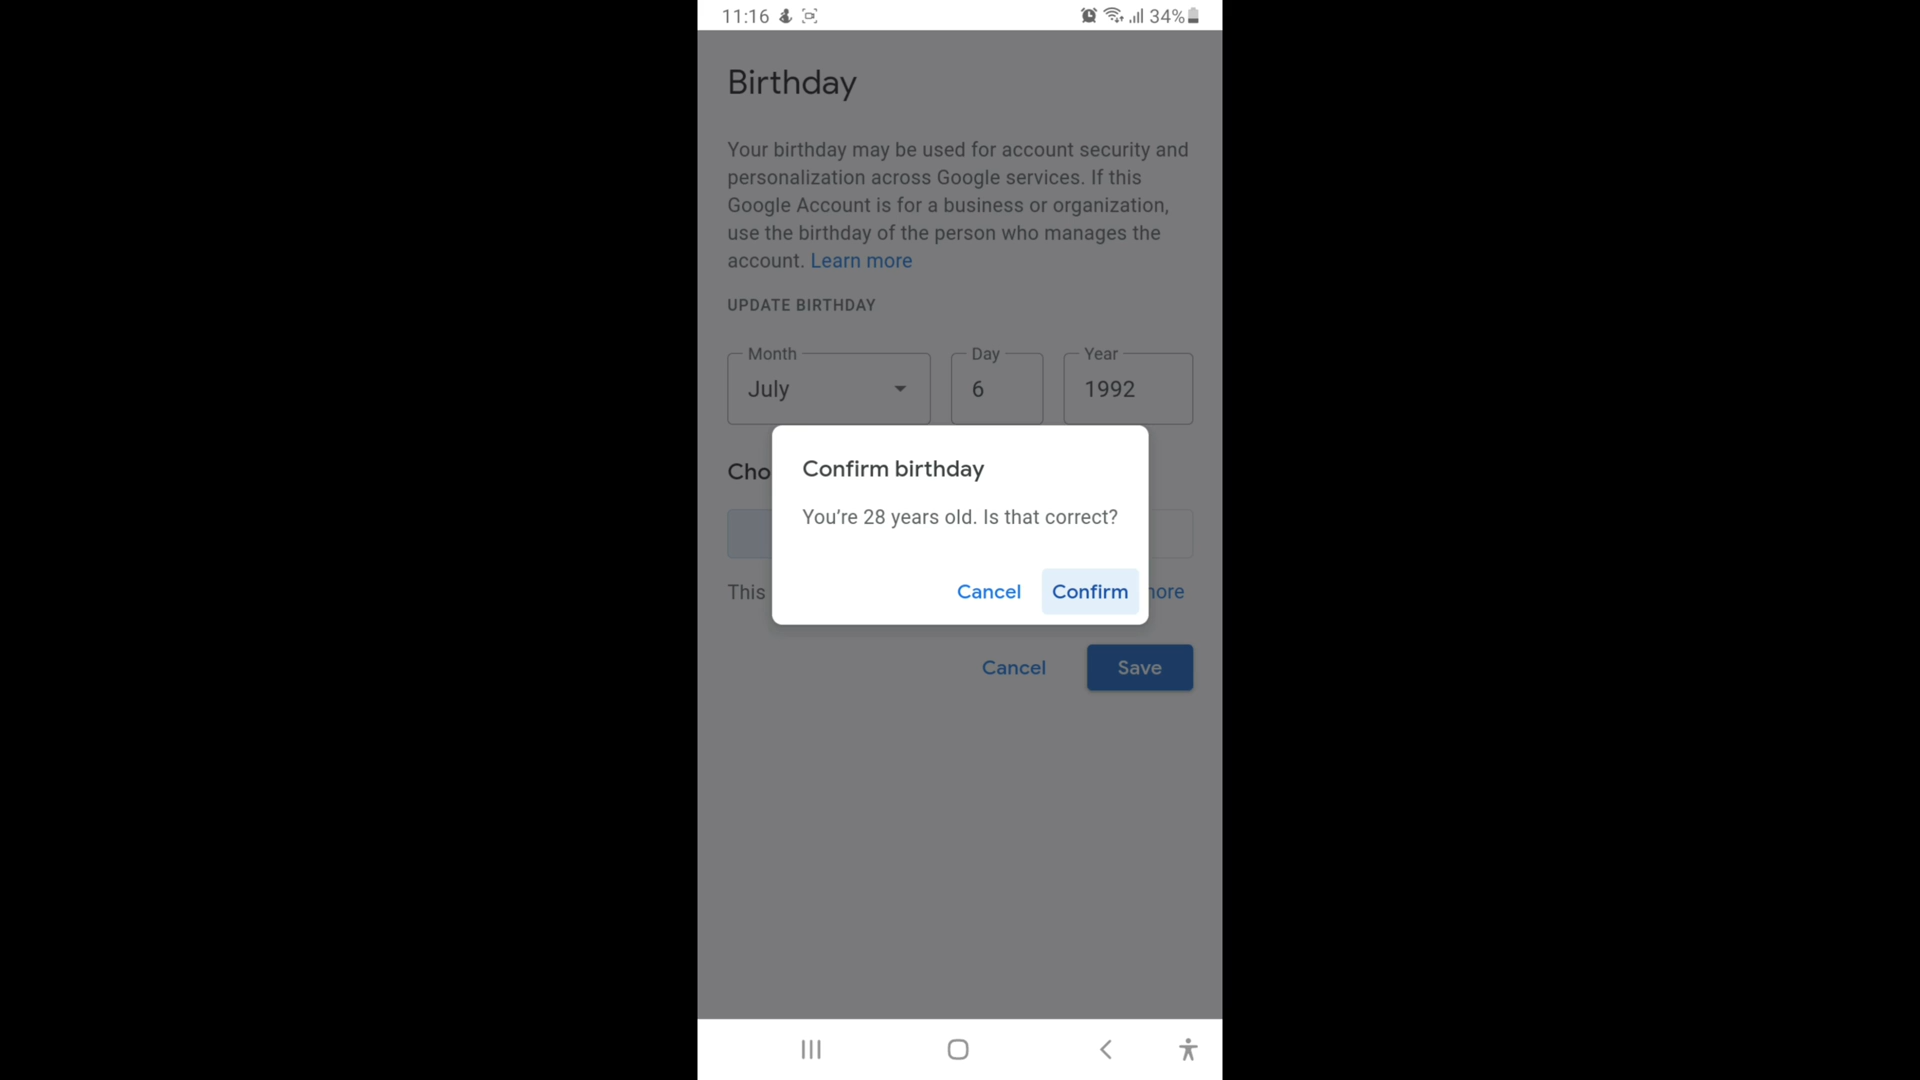 11:16 34%
Birthday
Your birthday may be used for account security and
personalization across Google services. If this
Google Account is for a business or organization,
use the birthday of the person who manages the
account. Learn more
UPDATE BIRTHDAY
Month Day Year
July 6 1992
Cho
Confirm birthday
You're 28 years old. Is that correct?
This
Cancel Confirm
ore
Cancel Save